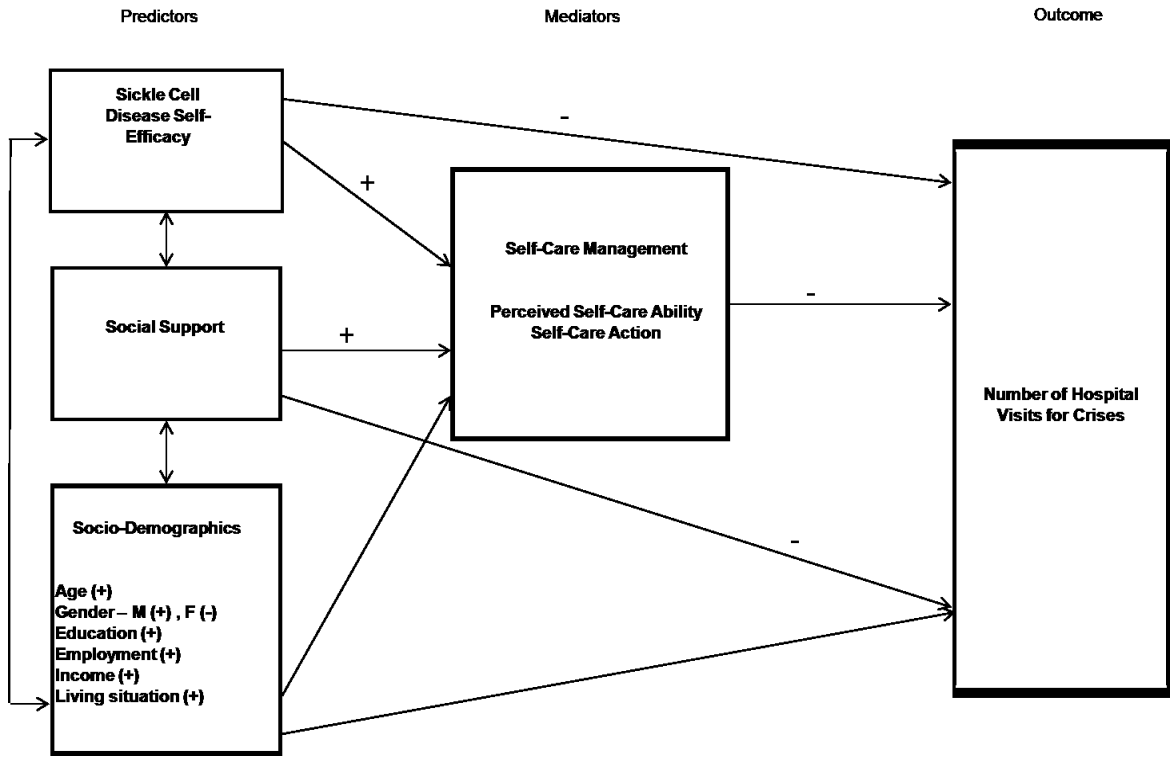 Predictors
Mediators
Outcome
Sickle Cell
Disease Self-
Efficacy
-
+
Self-Care Management
Perceived Self-Care Ability
Self-Care Action
-
Social Support
+
Number of Hospital
Visits for Crises
Socio-Demographics
-
Age (+)
Gender – M (+) , F (-)
Education (+)
Employment (+)
Income (+)
Living situation (+)